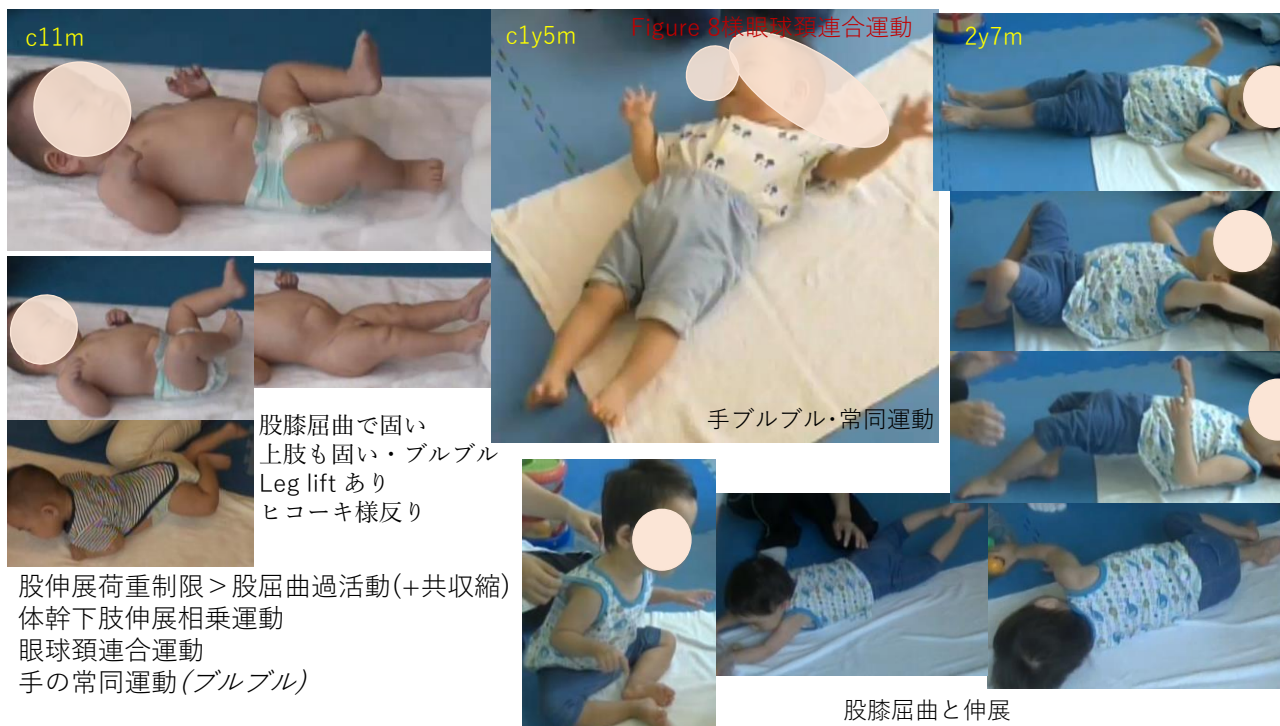 c11m
c1y5m
Figure 8様眼球頚連合運動
2y7m
手ブルブル・常同運動
股膝屈曲で固い
上肢も固い・ブルブル
Leg lift あり
ヒコーキ様反り
股伸展荷重制限>股屈曲過活動(+共収縮)
体幹下肢伸展相乗運動
眼球頚連合運動
手の常同運動(ブルブル)
股膝屈曲と伸展